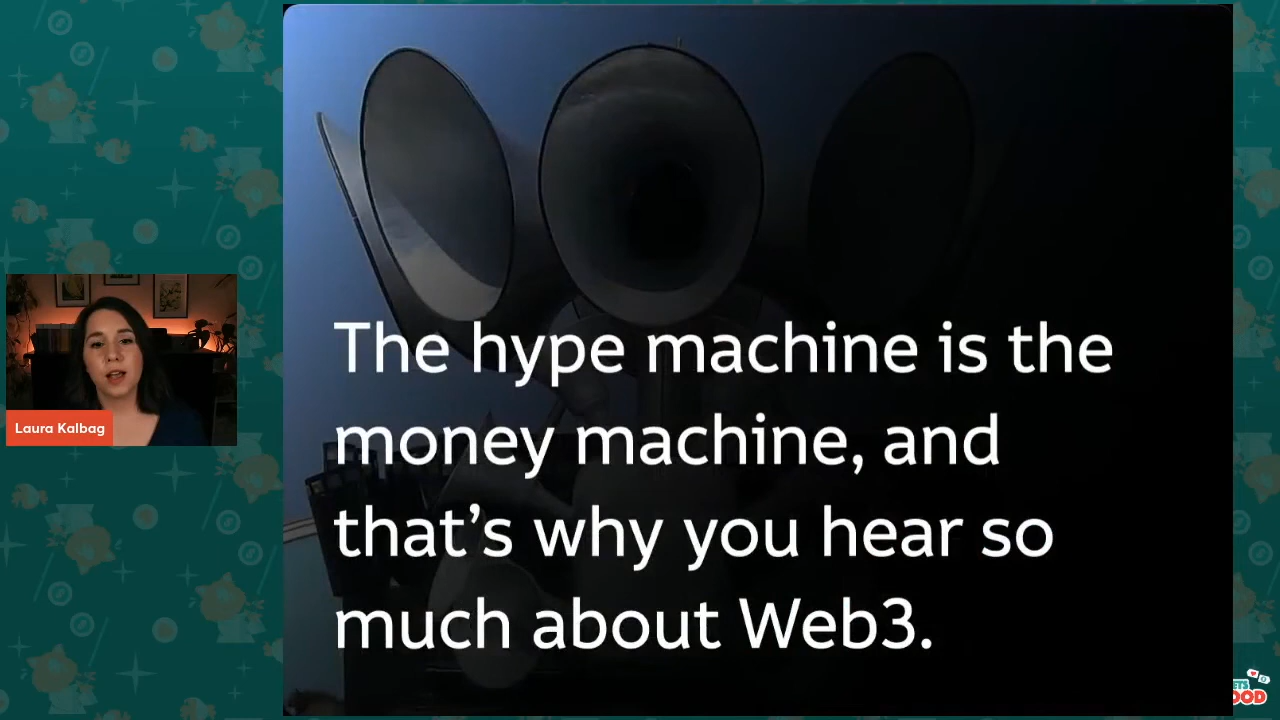 The hype machine is the
money machine, and
that’s why you hear so
much about Web3.
Laura Kalbag